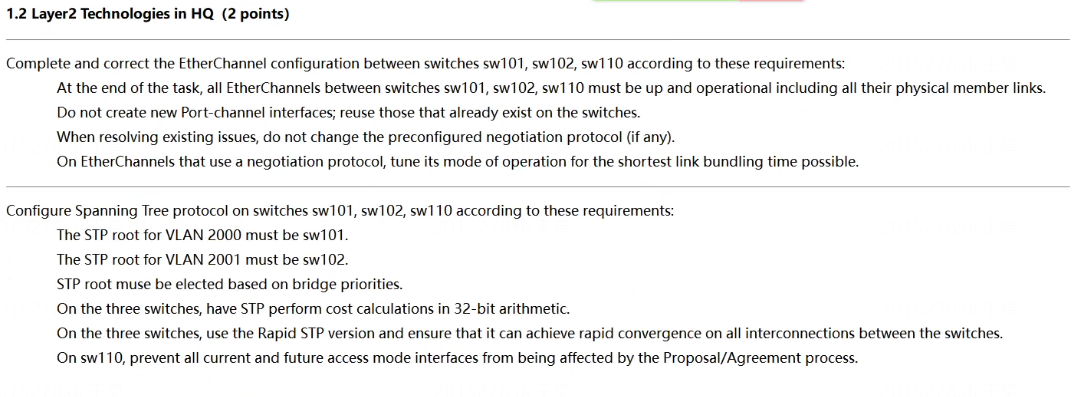 1.2 Layer2 Technologies in HQ (2 points)
Complete and correct the EtherChannel configuration between switches sw101, sw102, sw110 according to these requirements:
At the end of the task, all EtherChannels between switches sw101, sw102, sw110 must be up and operational including all their physical member links.
Do not create new Port-channel interfaces; reuse those that already exist on the switches.
When resolving existing issues, do not change the preconfigured negotiation protocol (if any).
On EtherChannels that use a negotiation protocol, tune its mode of operation for the shortest link bundling time possible.
Configure Spanning Tree protocol on switches sw101, sw102, sw110 according to these requirements:
The STP root for VLAN 2000 must be sw101.
The STP root for VLAN 2001 must be sw102.
STP root muse be elected based on bridge priorities.
On the three switches, have STP perform cost calculations in 32-bit arithmetic.
On the three switches, use the Rapid STP version and ensure that it can achieve rapid convergence on all interconnections between the switches.
On sw110, prevent all current and future access mode interfaces from being affected by the Proposal/Agreement process.